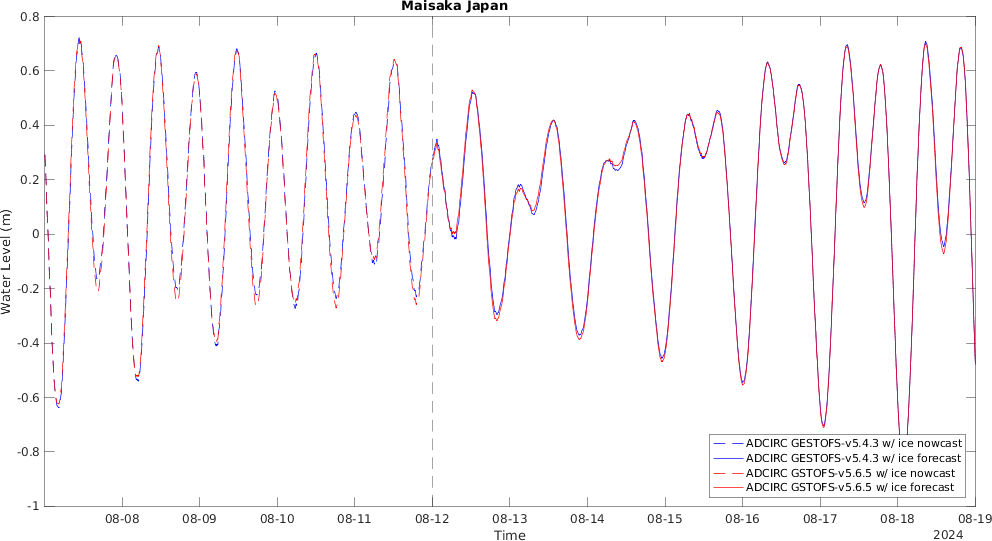 Maisaka Japan
0.8
0.6
0.4
0.2
0
-0.2
-0.4
-0.6
-0.8
-1
Water Level (m)
ADCIRC GESTOFS-v5.4.3 w/ ice nowcast
ADCIRC GESTOFS-v5.4.3 w/ ice forecast
ADCIRC GSTOFS-v5.6.5 w/ ice nowcast
ADCIRC GSTOFS-v5.6.5 w/ ice forecast
08-08 08-09 08-10 08-11 08-12 08-13 08-14 08-15 08-16 08-17 08-18 08-19
Time
2024